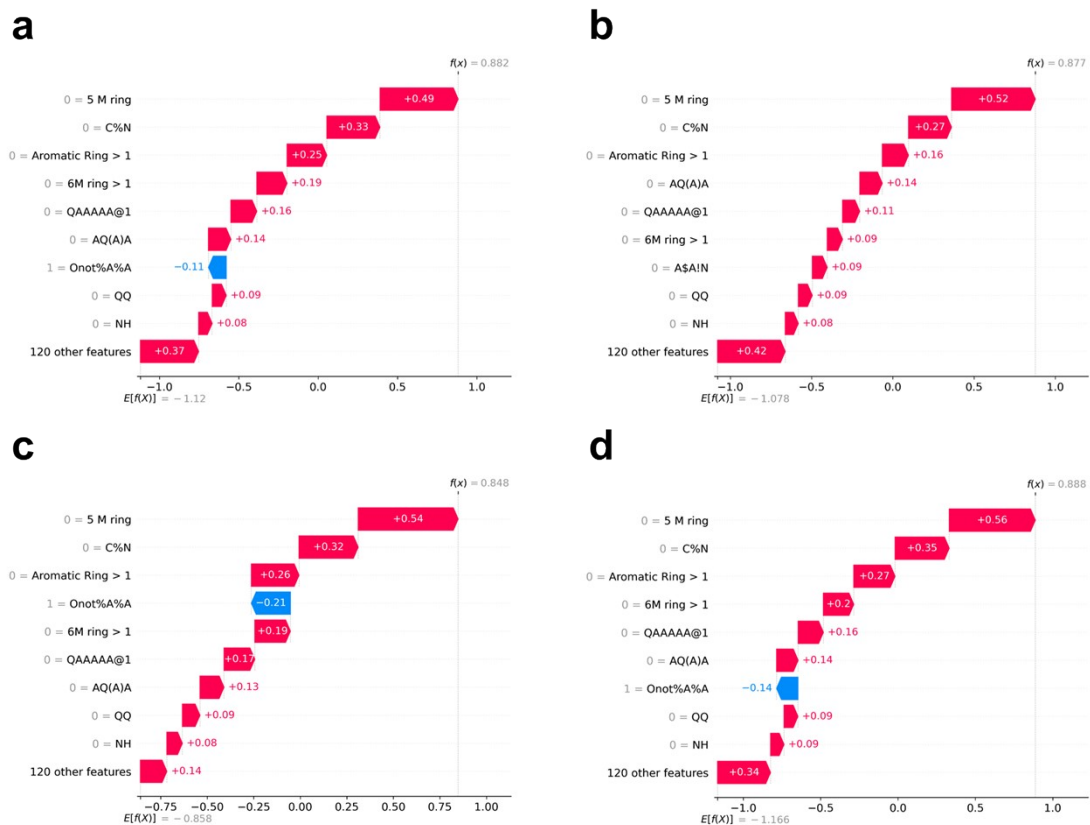 a
f(x) = 0.882
0 = 5 M ring +0.49
0 = C%N +0.33
0 = Aromatic Ring > 1 +0.25
0 = 6M ring > 1 +0.19
0 = QAAAAA@1 +0.16
0 = AQ(A)A +0.14
1 = Onot%A%A −0.11
0 = QQ +0.09
0 = NH +0.08
120 other features +0.37
−1.0 −0.5 0.0 0.5 1.0
E[f(X)] = −1.12
b
f(x) = 0.877
0 = 5 M ring +0.52
0 = C%N +0.27
0 = Aromatic Ring > 1 +0.16
0 = AQ(A)A +0.14
0 = QAAAAA@1 +0.11
0 = 6M ring > 1 +0.09
0 = A$A!N +0.09
0 = QQ +0.09
0 = NH +0.08
120 other features +0.42
−1.0 −0.5 0.0 0.5 1.0
E[f(X)] = −1.078
c
f(x) = 0.848
0 = 5 M ring +0.54
0 = C%N +0.32
0 = Aromatic Ring > 1 +0.26
1 = Onot%A%A −0.21
0 = 6M ring > 1 +0.19
0 = QAAAAA@1 +0.17
0 = AQ(A)A +0.13
0 = QQ +0.09
0 = NH +0.08
120 other features +0.14
−0.75 −0.50 −0.25 0.00 0.25 0.50 0.75 1.00
E[f(X)] = −0.858
d
f(x) = 0.888
0 = 5 M ring +0.56
0 = C%N +0.35
0 = Aromatic Ring > 1 +0.27
0 = 6M ring > 1 +0.2
0 = QAAAAA@1 +0.16
0 = AQ(A)A +0.14
1 = Onot%A%A −0.14
0 = QQ +0.09
0 = NH +0.09
120 other features +0.34
−1.0 −0.5 0.0 0.5 1.0
E[f(X)] = −1.166